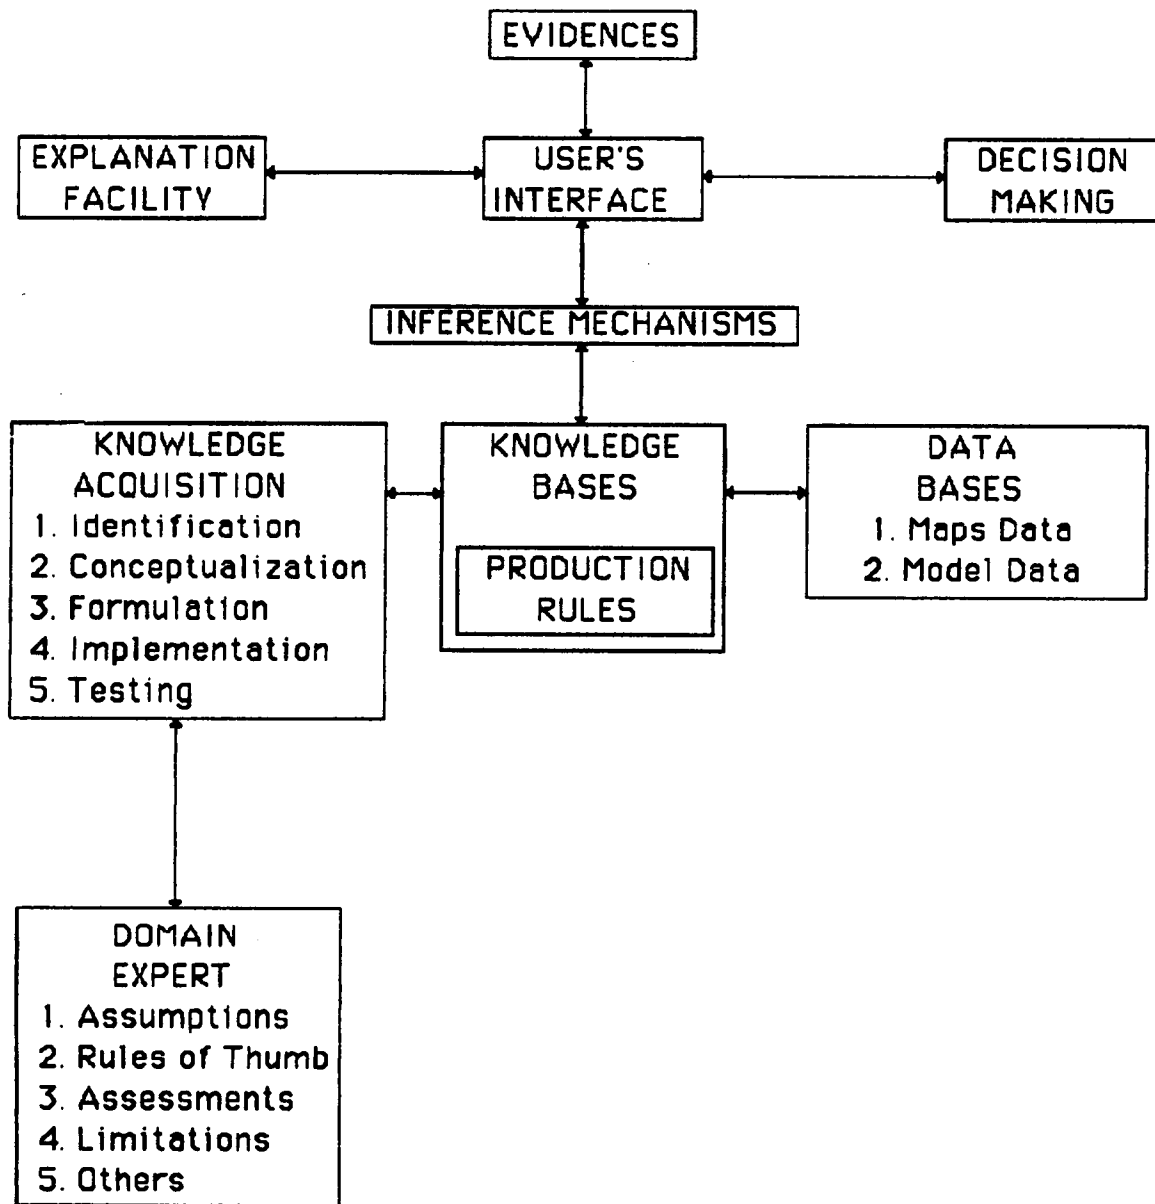 EVIDENCES
EXPLANATION
FACILITY
USER'S
INTERFACE
DECISION
MAKING
INFERENCE MECHANISMS
KNOWLEDGE
ACQUISITION
1. Identification
2. Conceptualization
3. Formulation
4. Implementation
5. Testing
KNOWLEDGE
BASES
PRODUCTION
RULES
DATA
BASES
1. Maps Data
2. Model Data
DOMAIN
EXPERT
1. Assumptions
2. Rules of Thumb
3. Assessments
4. Limitations
5. Others